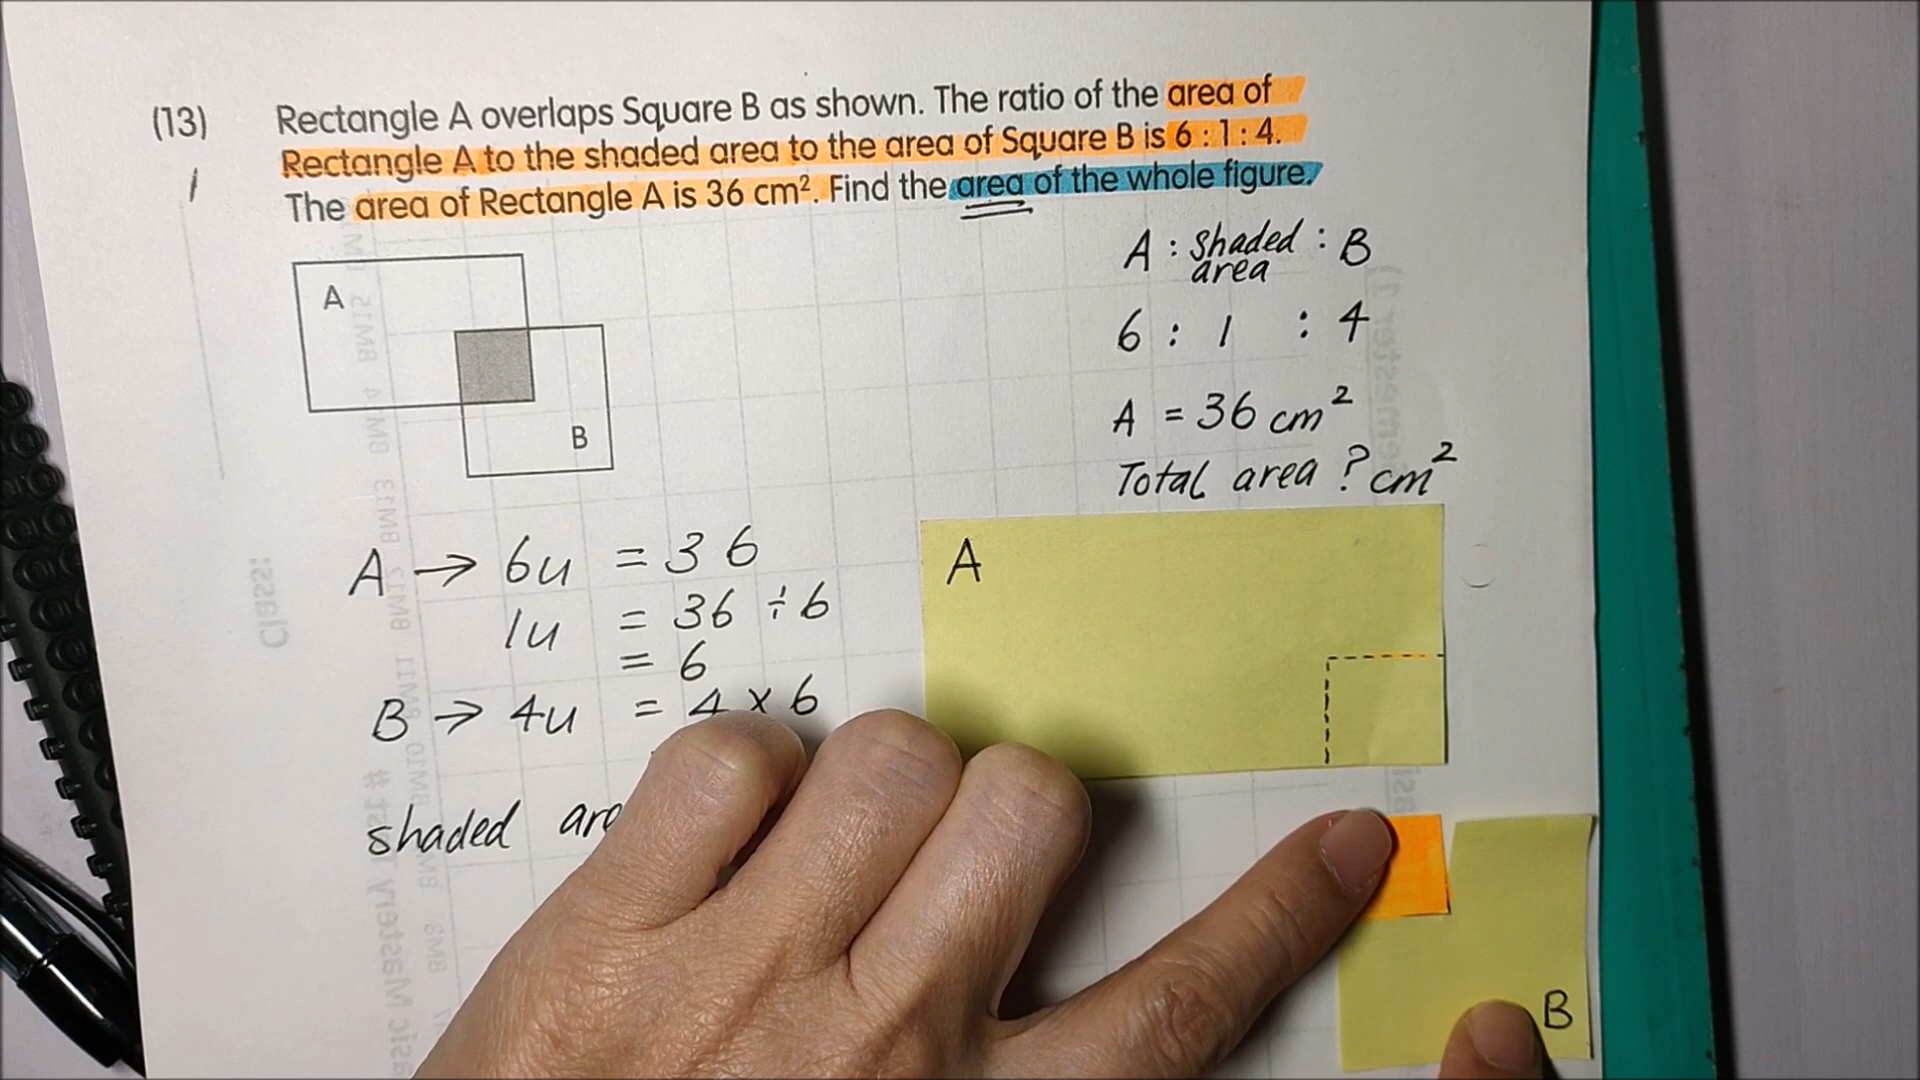 (13) Rectangle A overlaps Square B as shown. The ratio of the area of
Rectangle A to the shaded area to the area of Square B is 6 : 1 : 4.
The area of Rectangle A is 36 cm². Find the area of the whole figure.
A
B
A : shaded area : B
6 : 1 : 4
A = 36 cm²
Total area ? cm²
A → 6u = 36
1u = 36 ÷ 6
= 6
B → 4u = 4 × 6
shaded
A
B
Class: